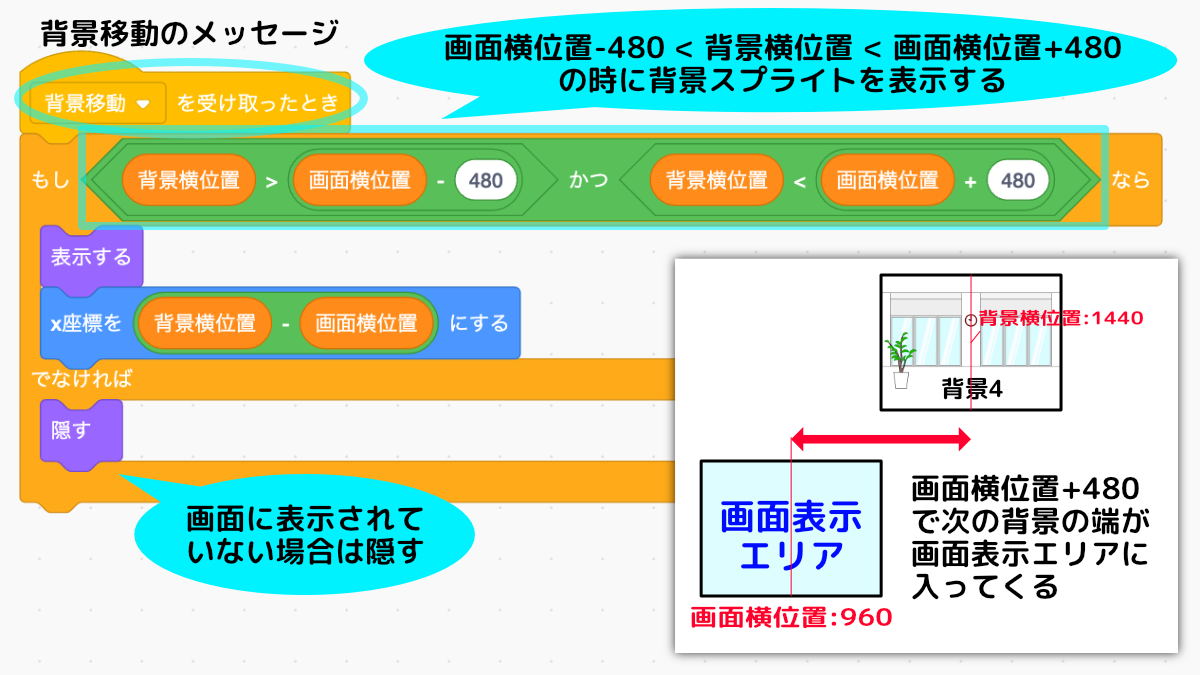 背景移動のメッセージ
画面横位置-480 < 背景横位置 < 画面横位置+480
の時に背景スプライトを表示する
背景移動 を受け取ったとき
もし 背景横位置 > 画面横位置 - 480 かつ 背景横位置 < 画面横位置 + 480 なら
表示する
x座標を 背景横位置 - 画面横位置 にする
でなければ
隠す
画面に表示されて
いない場合は隠す
背景横位置:1440
背景4
画面表示
エリア
画面横位置:960
画面横位置+480
で次の背景の端が
画面表示エリアに
入ってくる